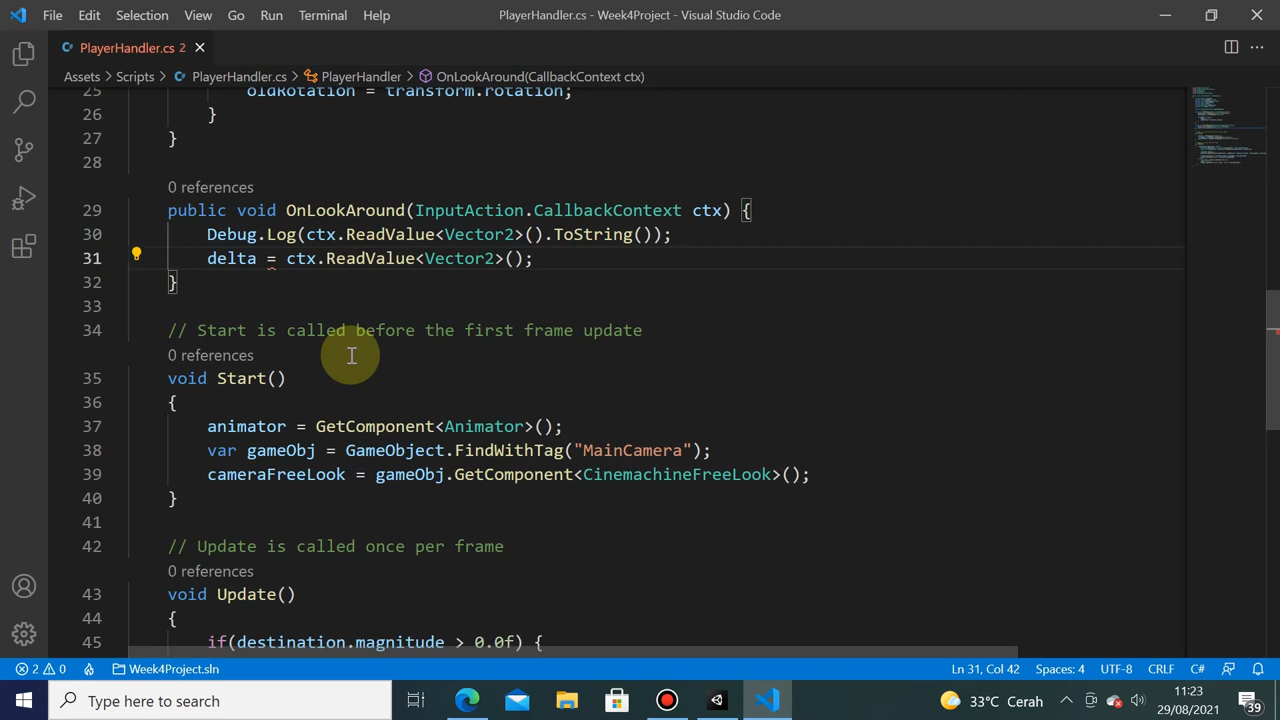 File Edit Selection View Go Run Terminal Help PlayerHandler.cs - Week4Project - Visual Studio Code
PlayerHandler.cs 2
Assets > Scripts > PlayerHandler.cs > PlayerHandler > OnLookAround(CallbackContext ctx)
25 oldRotation = transform.rotation;
26 }
27 }
28
0 references
29 public void OnLookAround(InputAction.CallbackContext ctx) {
30 Debug.Log(ctx.ReadValue<Vector2>().ToString());
31 delta = ctx.ReadValue<Vector2>();
32 }
33
34 // Start is called before the first frame update
0 references
35 void Start()
36 {
37 animator = GetComponent<Animator>();
38 var gameObj = GameObject.FindWithTag("MainCamera");
39 cameraFreeLook = gameObj.GetComponent<CinemachineFreeLook>();
40 }
41
42 // Update is called once per frame
0 references
43 void Update()
44 {
45 if(destination.magnitude > 0.0f) {
2 0 Week4Project.sln Ln 31, Col 42 Spaces: 4 UTF-8 CRLF C#
Type here to search 33°C Cerah 11:23
29/08/2021 39